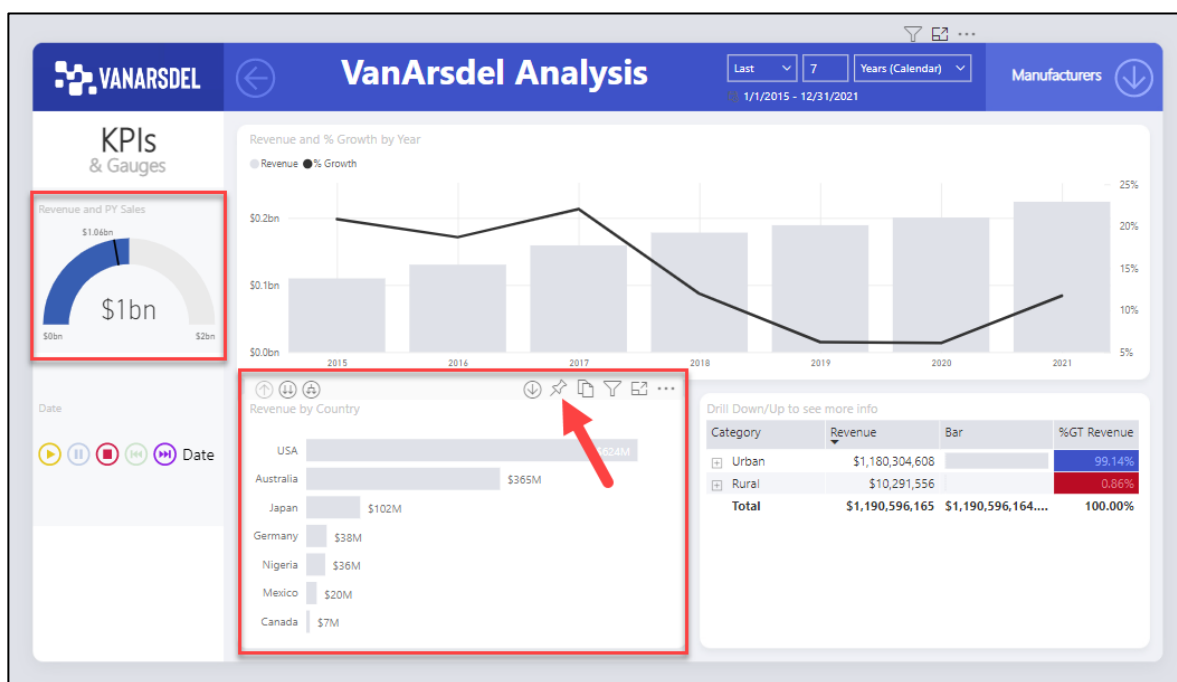 VANARSDEL
VanArsdel Analysis
Last 7 Years (Calendar)
1/1/2015 - 12/31/2021
Manufacturers
KPIs
& Gauges
Revenue and PY Sales
$1.06bn
$1bn
$0bn $2bn
Date
Date
Revenue and % Growth by Year
Revenue % Growth
25%
$0.2bn
20%
15%
$0.1bn
10%
$0.0bn 5%
2015 2016 2017 2018 2019 2020 2021
Revenue by Country
USA $624M
Australia $365M
Japan $102M
Germany $38M
Nigeria $36M
Mexico $20M
Canada $7M
Drill Down/Up to see more info
Category Revenue Bar %GT Revenue
Urban $1,180,304,608 99.14%
Rural $10,291,556 0.86%
Total $1,190,596,165 $1,190,596,164.... 100.00%